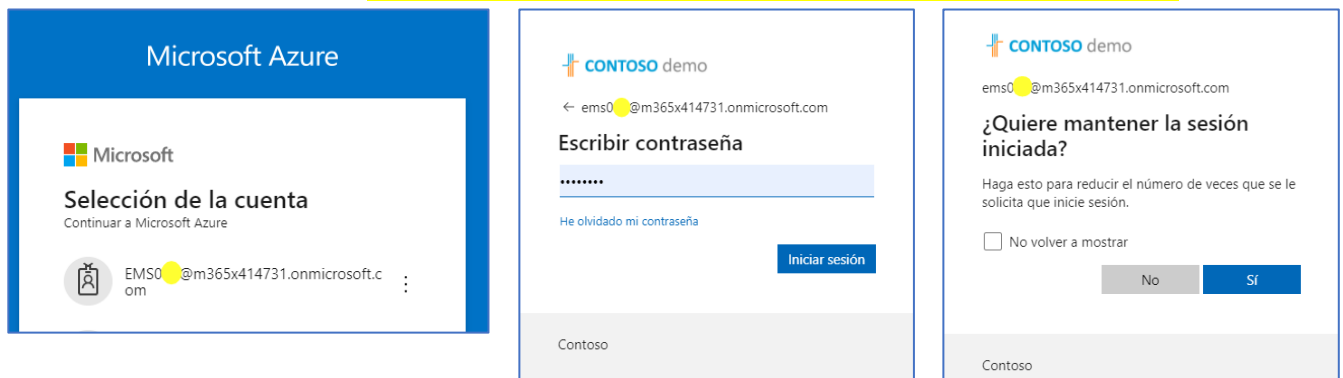 Microsoft Azure
Microsoft
Selección de la cuenta
Continuar a Microsoft Azure
EMS0 @m365x414731.onmicrosoft.c
om
CONTOSO demo
← ems0 @m365x414731.onmicrosoft.com
Escribir contraseña
••••••••
He olvidado mi contraseña
Iniciar sesión
Contoso
CONTOSO demo
ems0 @m365x414731.onmicrosoft.com
¿Quiere mantener la sesión
iniciada?
Haga esto para reducir el número de veces que se le
solicita que inicie sesión.
No volver a mostrar
No Sí
Contoso